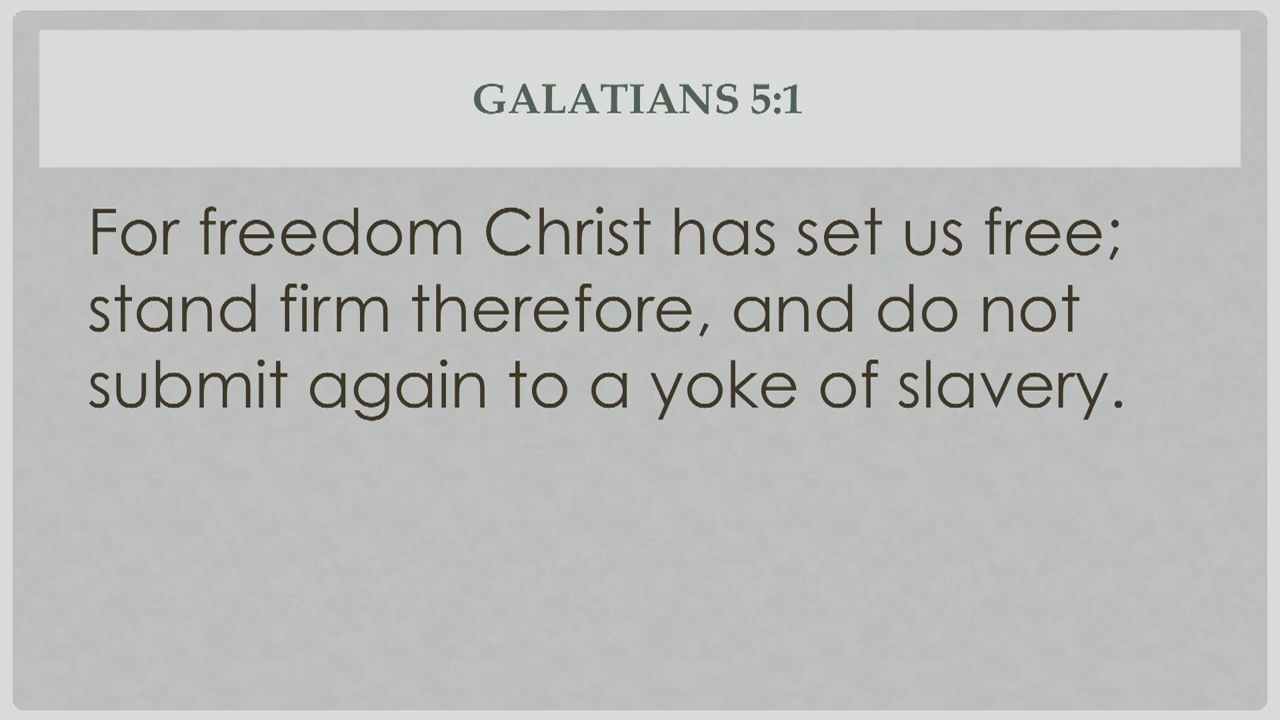 GALATIANS 5:1
For freedom Christ has set us free;
stand firm therefore, and do not
submit again to a yoke of slavery.